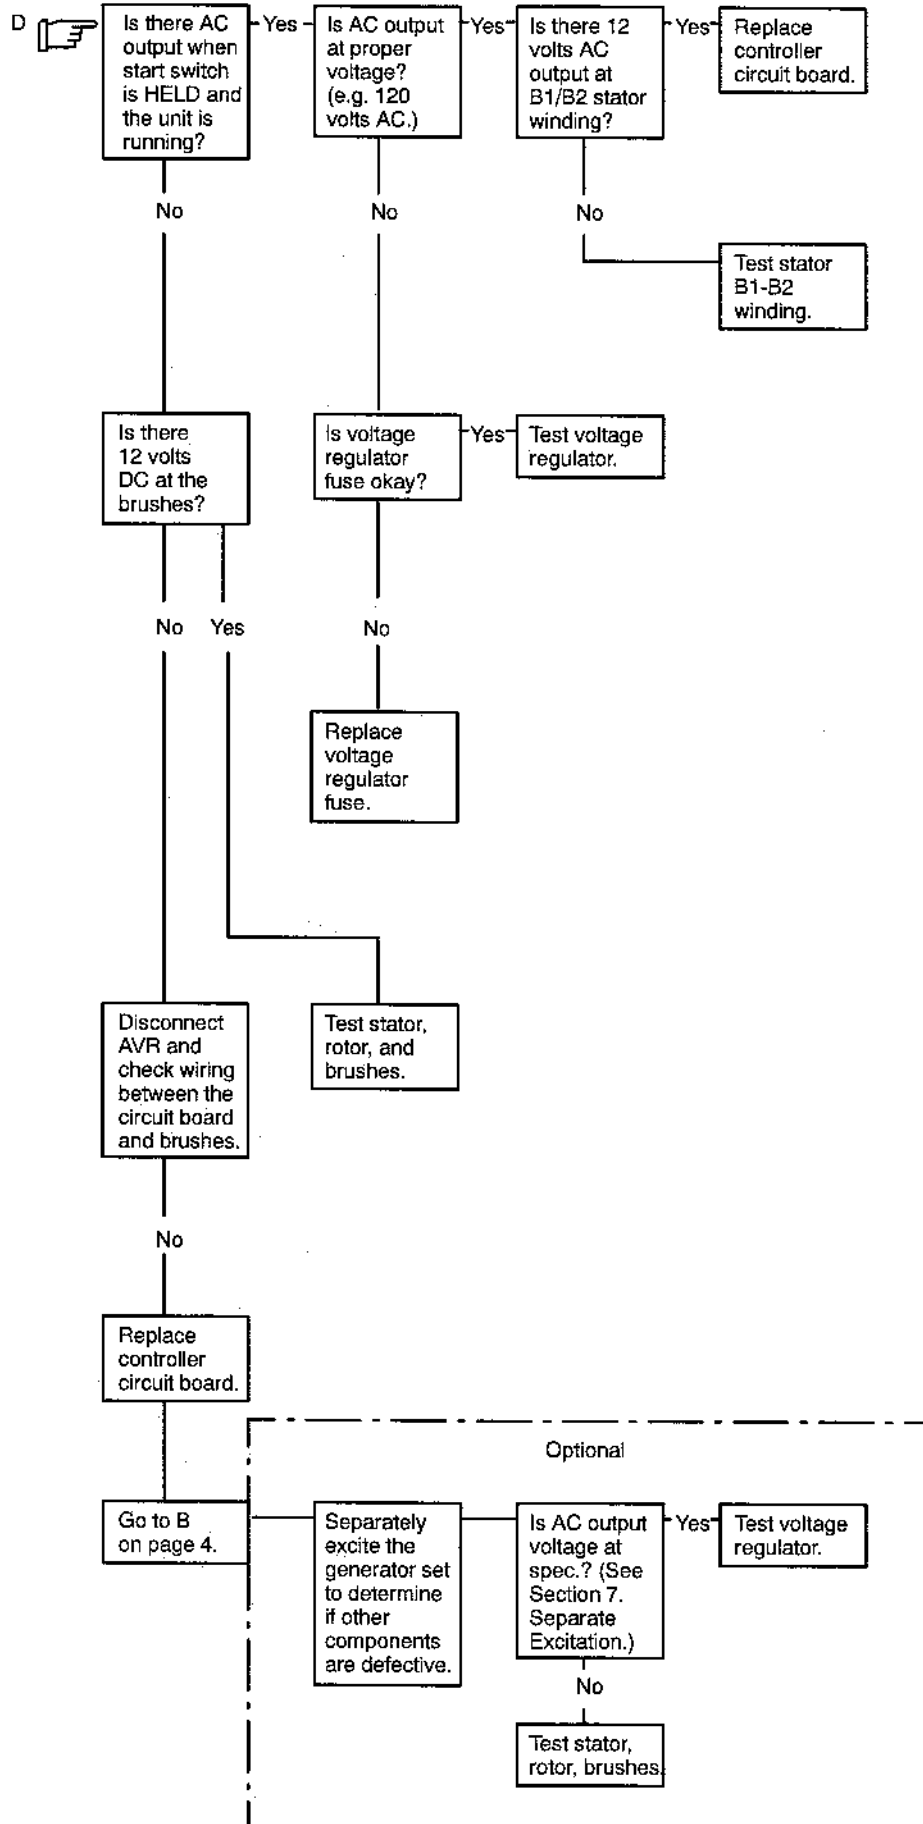 D
Is there AC
output when
start switch
is HELD and
the unit is
running?
Yes
Is AC output
at proper
voltage?
(e.g. 120
volts AC.)
Yes
Is there 12
volts AC
output at
B1/B2 stator
winding?
Yes
Replace
controller
circuit board.
No
No
No
Test stator
B1-B2
winding.
Is there
12 volts
DC at the
brushes?
Is voltage
regulator
fuse okay?
Yes
Test voltage
regulator.
No
Yes
No
Replace
voltage
regulator
fuse.
Disconnect
AVR and
check wiring
between the
circuit board
and brushes.
Test stator,
rotor, and
brushes.
No
Replace
controller
circuit board.
Optional
Go to B
on page 4.
Separately
excite the
generator set
to determine
if other
components
are defective.
Is AC output
voltage at
spec.? (See
Section 7.
Separate
Excitation.)
Yes
Test voltage
regulator.
No
Test stator,
rotor, brushes.